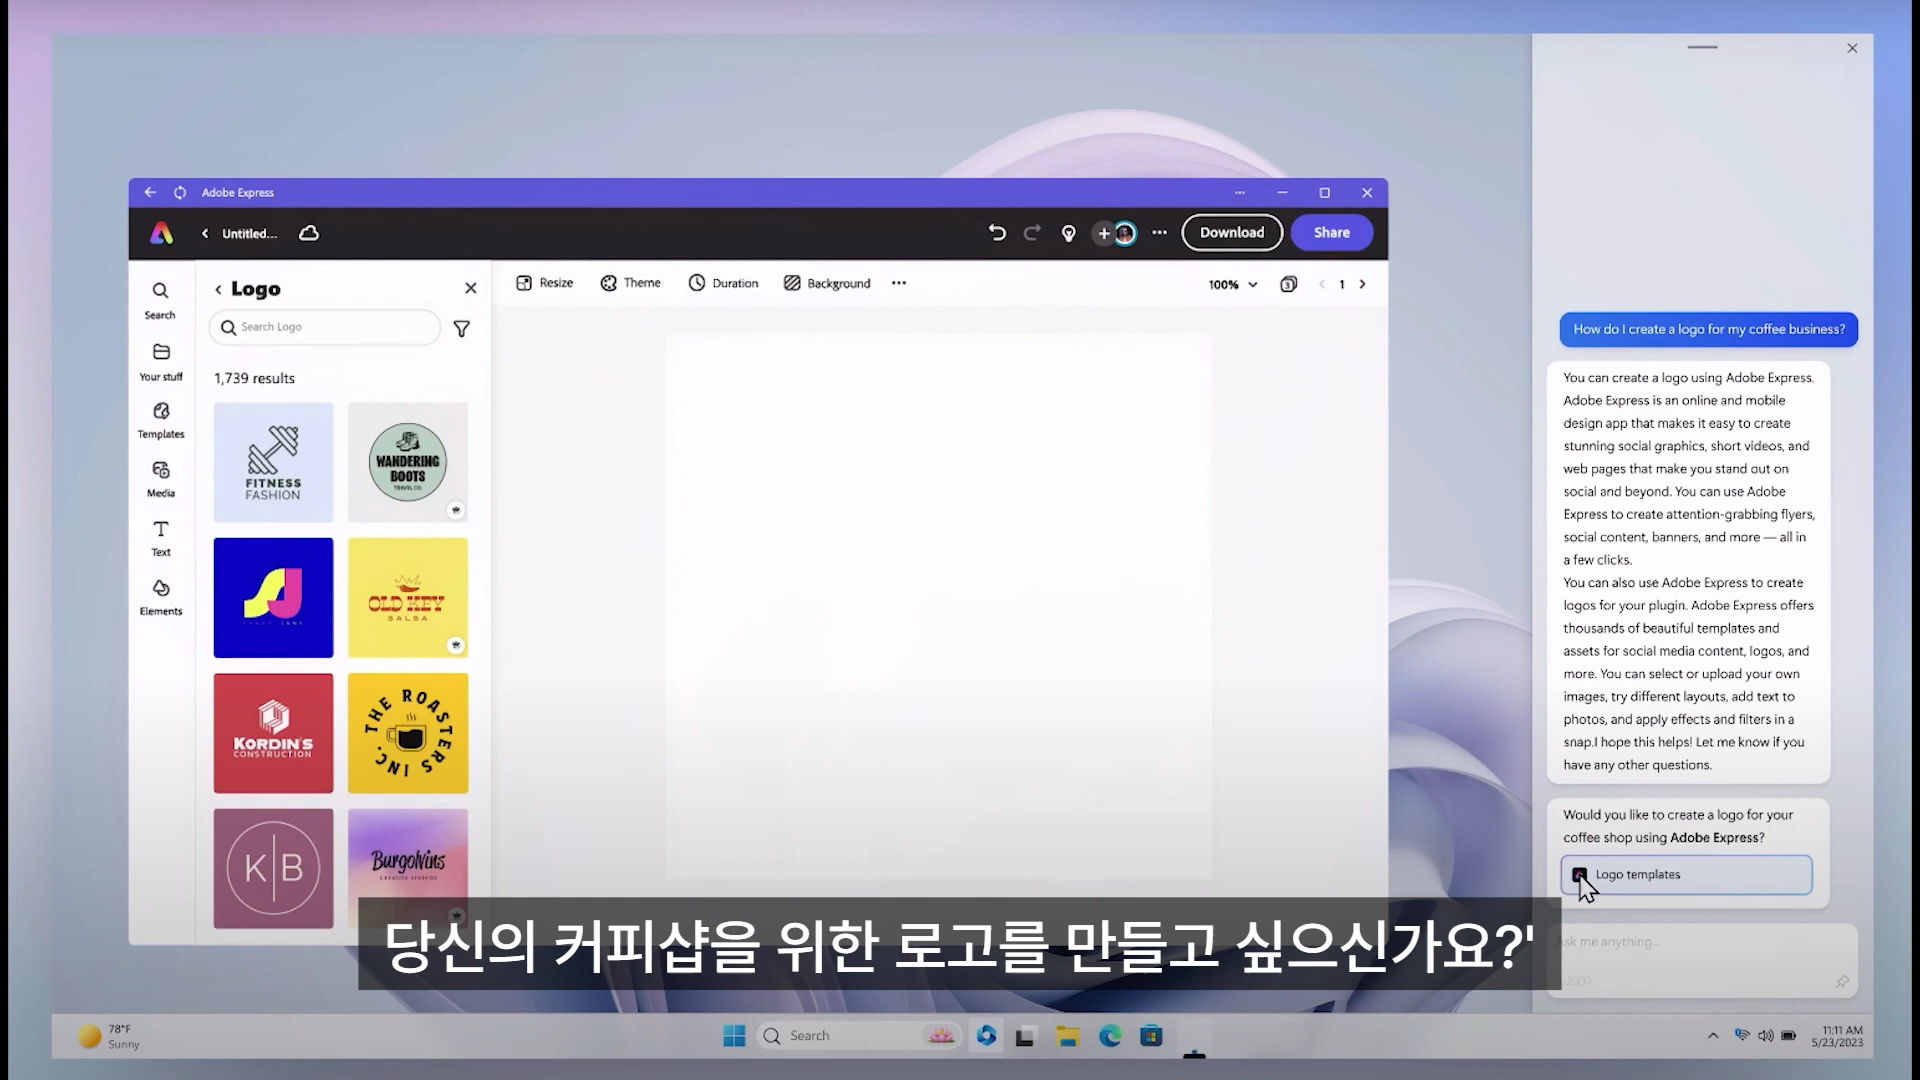 Adobe Express
Untitled...
Download
Share
Search
Your stuff
Templates
Media
Text
Elements
Logo
Search Logo
1,739 results
FITNESS
FASHION
WANDERING
BOOTS
TRAVEL CO.
OLD KEY
SALSA
KORDIN'S
CONSTRUCTION
THE ROASTERS INC.
K|B
Burgolvins
CREATIVE STUDIOS
Resize
Theme
Duration
Background
100%
1
How do I create a logo for my coffee business?
You can create a logo using Adobe Express.
Adobe Express is an online and mobile
design app that makes it easy to create
stunning social graphics, short videos, and
web pages that make you stand out on
social and beyond. You can use Adobe
Express to create attention-grabbing flyers,
social content, banners, and more — all in
a few clicks.
You can also use Adobe Express to create
logos for your plugin. Adobe Express offers
thousands of beautiful templates and
assets for social media content, logos, and
more. You can select or upload your own
images, try different layouts, add text to
photos, and apply effects and filters in a
snap.I hope this helps! Let me know if you
have any other questions.
Would you like to create a logo for your
coffee shop using Adobe Express?
Logo templates
Ask me anything...
2000
당신의 커피샵을 위한 로고를 만들고 싶으신가요?'
78°F
Sunny
Search
11:11 AM
5/23/2023